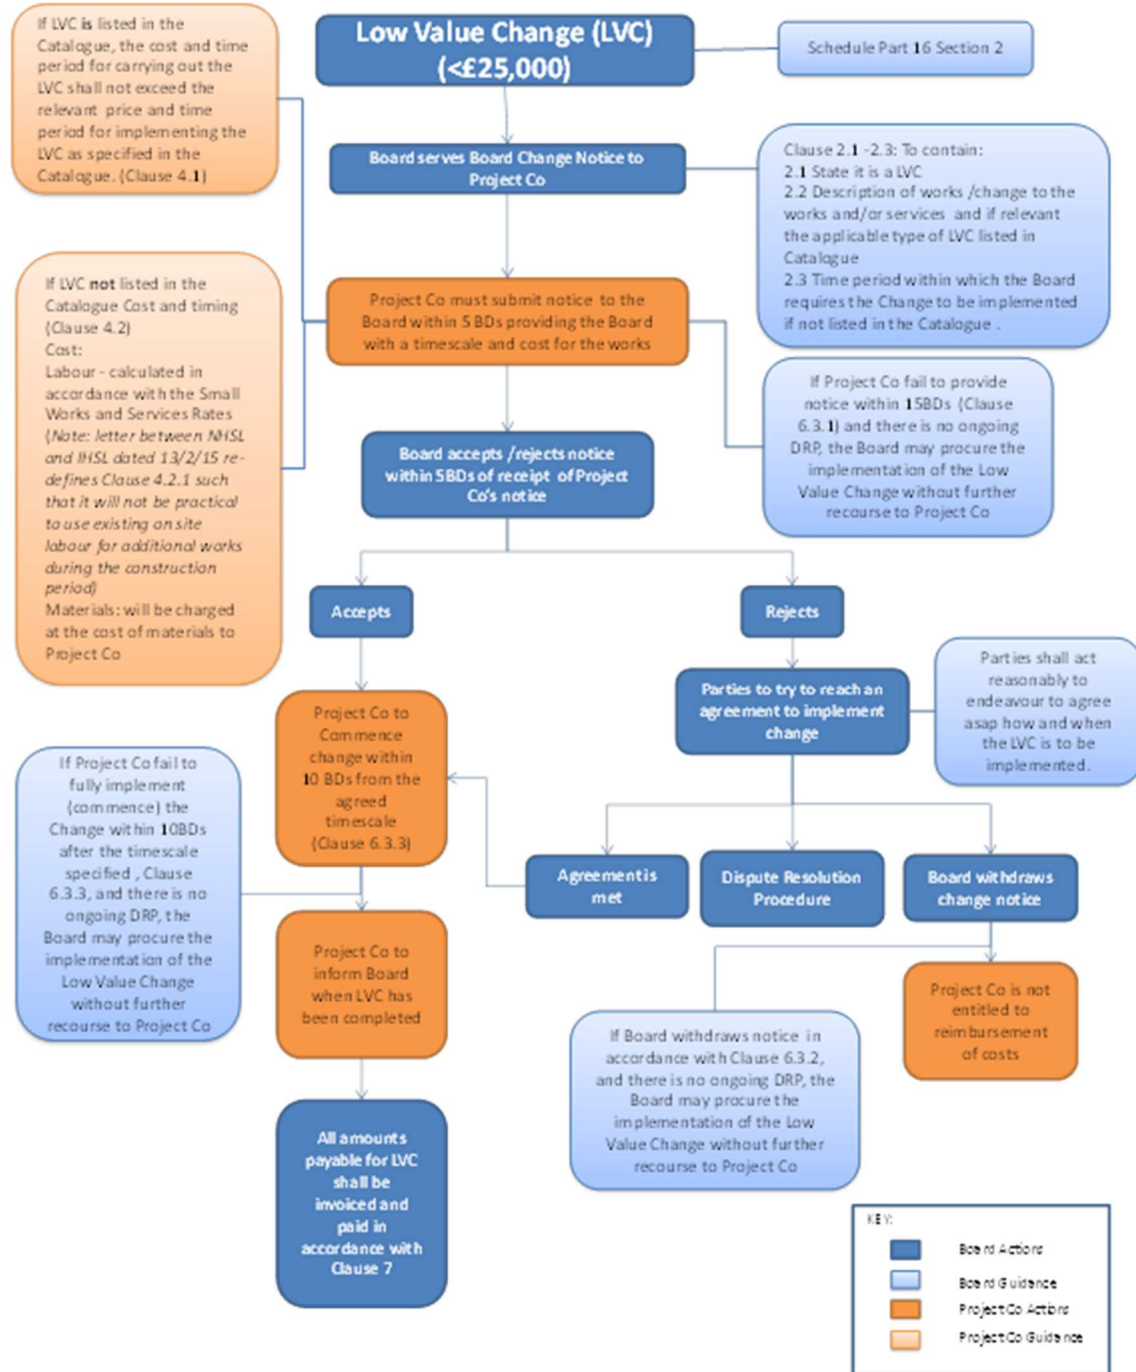 If LVC is listed in the
Catalogue, the cost and time
period for carrying out the
LVC shall not exceed the
relevant price and time
period for implementing the
LVC as specified in the
Catalogue. (Clause 4.1)
Low Value Change (LVC)
(<£25,000)
Schedule Part 16 Section 2
Board serves Board Change Notice to
Project Co
Clause 2.1 -2.3: To contain:
2.1 State it is a LVC
2.2 Description of works /change to the
works and/or services and if relevant
the applicable type of LVC listed in
Catalogue
2.3 Time period within which the Board
requires the Change to be implemented
if not listed in the Catalogue .
If LVC not listed in the
Catalogue Cost and timing
(Clause 4.2)
Cost:
Labour - calculated in
accordance with the Small
Works and Services Rates
(Note: letter between NHSL
and IHSL dated 13/2/15 re-
defines Clause 4.2.1 such
that it will not be practical
to use existing on site
labour for additional works
during the construction
period)
Materials: will be charged
at the cost of materials to
Project Co
Project Co must submit notice to the
Board within 5 BDs providing the Board
with a timescale and cost for the works
If Project Co fail to provide
notice within 15BDs (Clause
6.3.1) and there is no ongoing
DRP, the Board may procure the
implementation of the Low
Value Change without further
recourse to Project Co
Board accepts /rejects notice
within 5BDs of receipt of Project
Co's notice
Accepts
Rejects
Parties to try to reach an
agreement to implement
change
Parties shall act
reasonably to
endeavour to agree
asap how and when
the LVC is to be
implemented.
Project Co to
Commence
change within
10 BDs from the
agreed
timescale
(Clause 6.3.3)
If Project Co fail to
fully implement
(commence) the
Change within 10BDs
after the timescale
specified , Clause
6.3.3, and there is no
ongoing DRP, the
Board may procure the
implementation of the
Low Value Change
without further
recourse to Project Co
Agreement is
met
Dispute Resolution
Procedure
Board withdraws
change notice
Project Co to
inform Board
when LVC has
been completed
Project Co is not
entitled to
reimbursement
of costs
If Board withdraws notice in
accordance with Clause 6.3.2,
and there is no ongoing DRP, the
Board may procure the
implementation of the Low
Value Change without further
recourse to Project Co
All amounts
payable for LVC
shall be
invoiced and
paid in
accordance with
Clause 7
KEY:
Board Actions
Board Guidance
Project Co Actions
Project Co Guidance